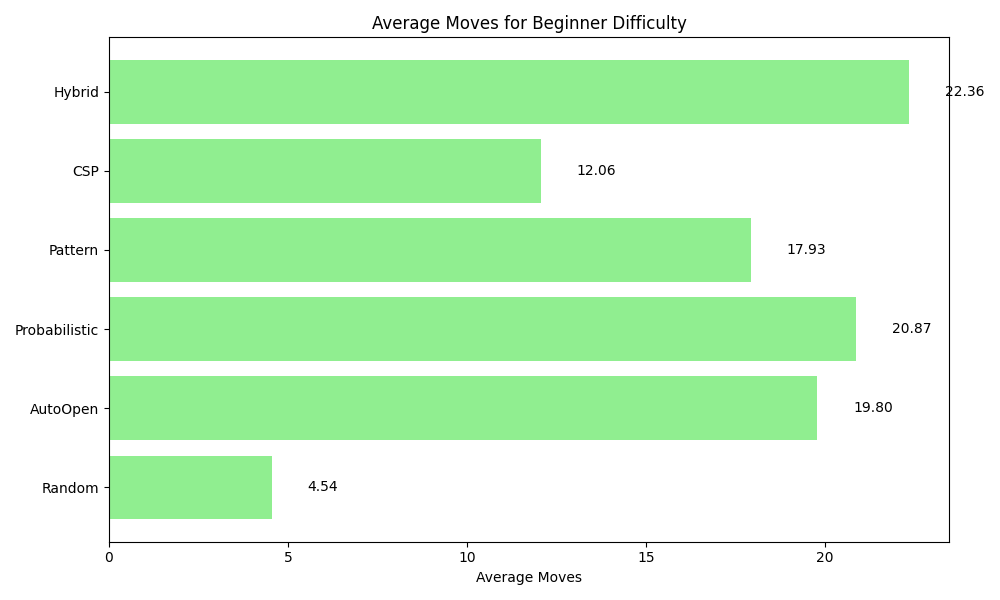 Average Moves for Beginner Difficulty
Hybrid 22.36
CSP 12.06
Pattern 17.93
Probabilistic 20.87
AutoOpen 19.80
Random 4.54
0 5 10 15 20
Average Moves